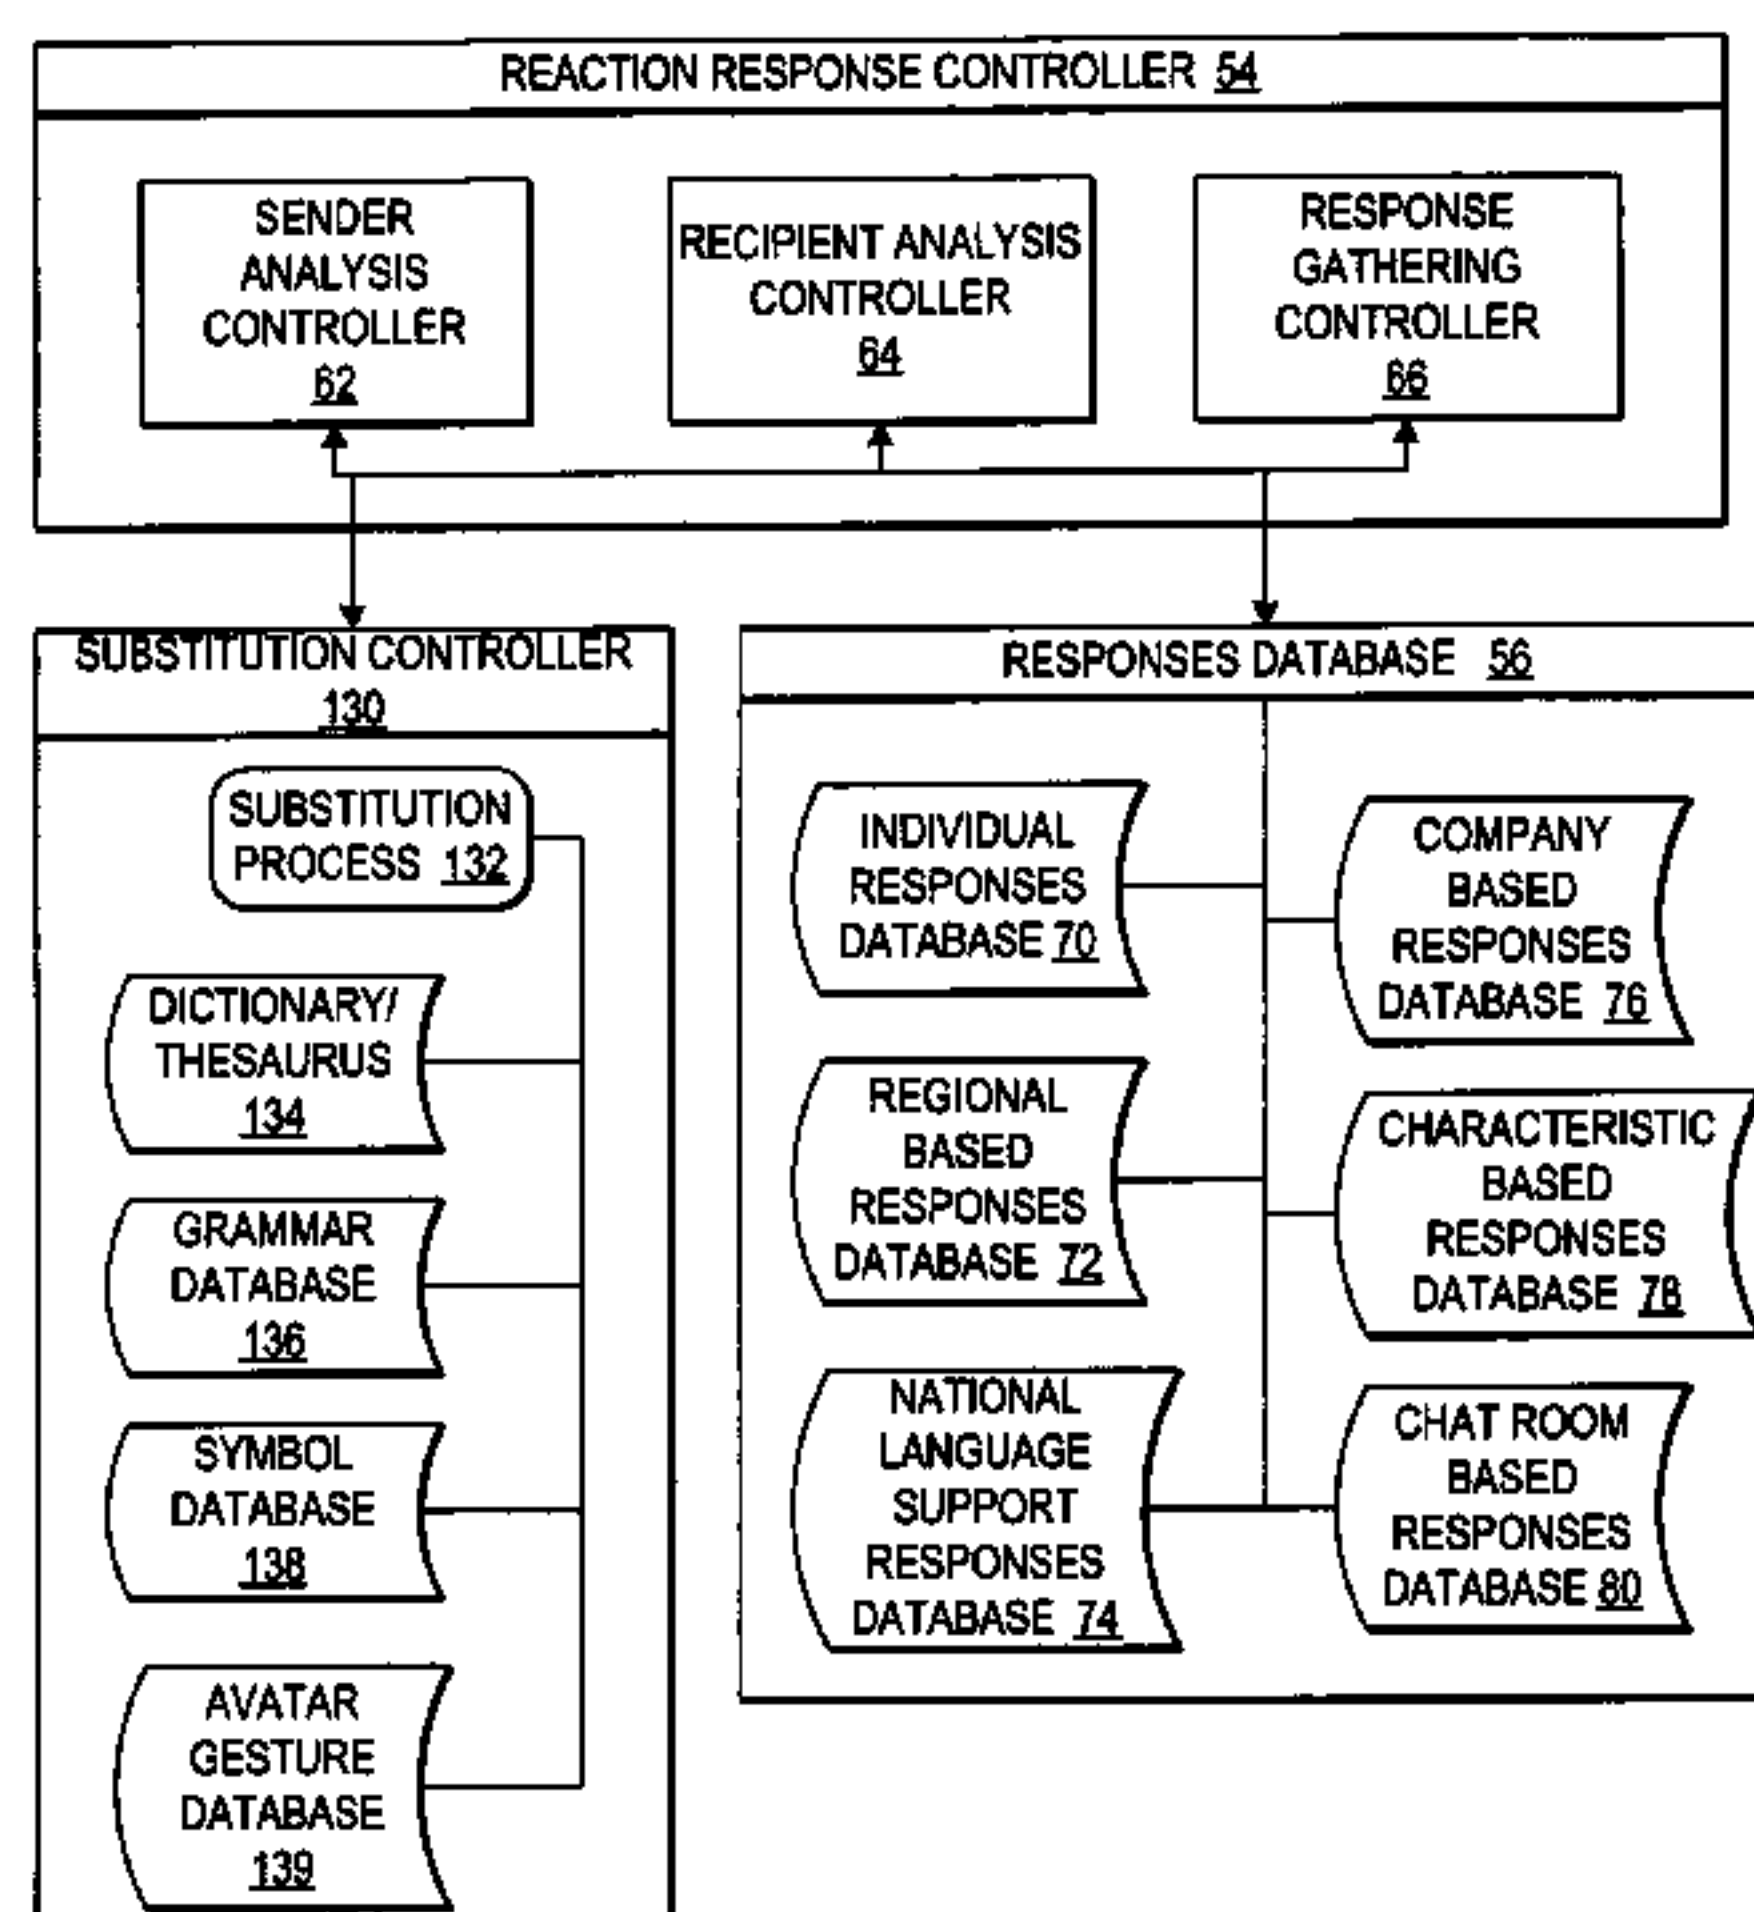 REACTION RESPONSE CONTROLLER 54
SENDER
ANALYSIS
CONTROLLER
62
RECIPIENT ANALYSIS
CONTROLLER
64
RESPONSE
GATHERING
CONTROLLER
66
SUBSTITUTION CONTROLLER
130
SUBSTITUTION
PROCESS 132
DICTIONARY/
THESAURUS
134
GRAMMAR
DATABASE
136
SYMBOL
DATABASE
138
AVATAR
GESTURE
DATABASE
139
RESPONSES DATABASE 56
INDIVIDUAL
RESPONSES
DATABASE 70
REGIONAL
BASED
RESPONSES
DATABASE 72
NATIONAL
LANGUAGE
SUPPORT
RESPONSES
DATABASE 74
COMPANY
BASED
RESPONSES
DATABASE 76
CHARACTERISTIC
BASED
RESPONSES
DATABASE 78
CHAT ROOM
BASED
RESPONSES
DATABASE 80